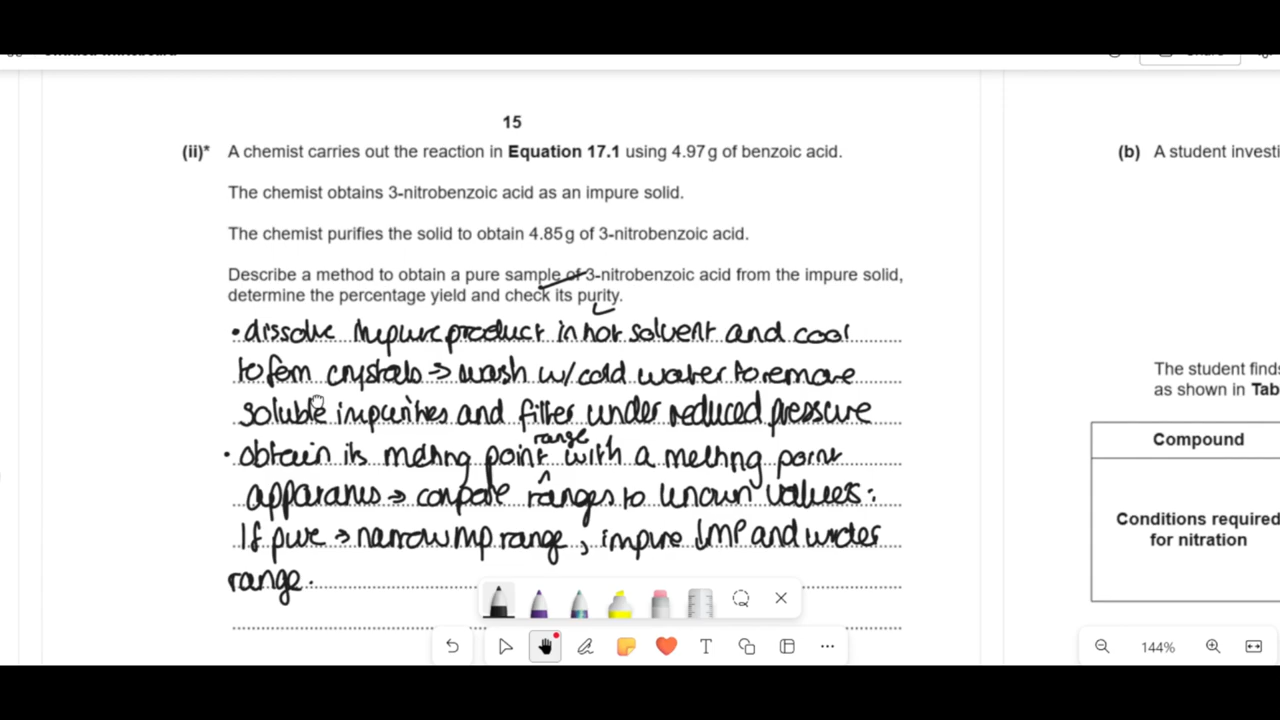 15
(ii)* A chemist carries out the reaction in Equation 17.1 using 4.97 g of benzoic acid.
The chemist obtains 3-nitrobenzoic acid as an impure solid.
The chemist purifies the solid to obtain 4.85 g of 3-nitrobenzoic acid.
Describe a method to obtain a pure sample of 3-nitrobenzoic acid from the impure solid,
determine the percentage yield and check its purity.
• dissolve impure product in hot solvent and cool
to form crystals → wash w/ cold water to remove
soluble impurities and filter under reduced pressure
range
• obtain its melting point ^ with a melting point
apparatus → compare ranges to known values:
If pure → narrow mp range, impure ↓MP and wider
range.
(b) A student investi
The student finds
as shown in Tab
Compound
Conditions required
for nitration
144%